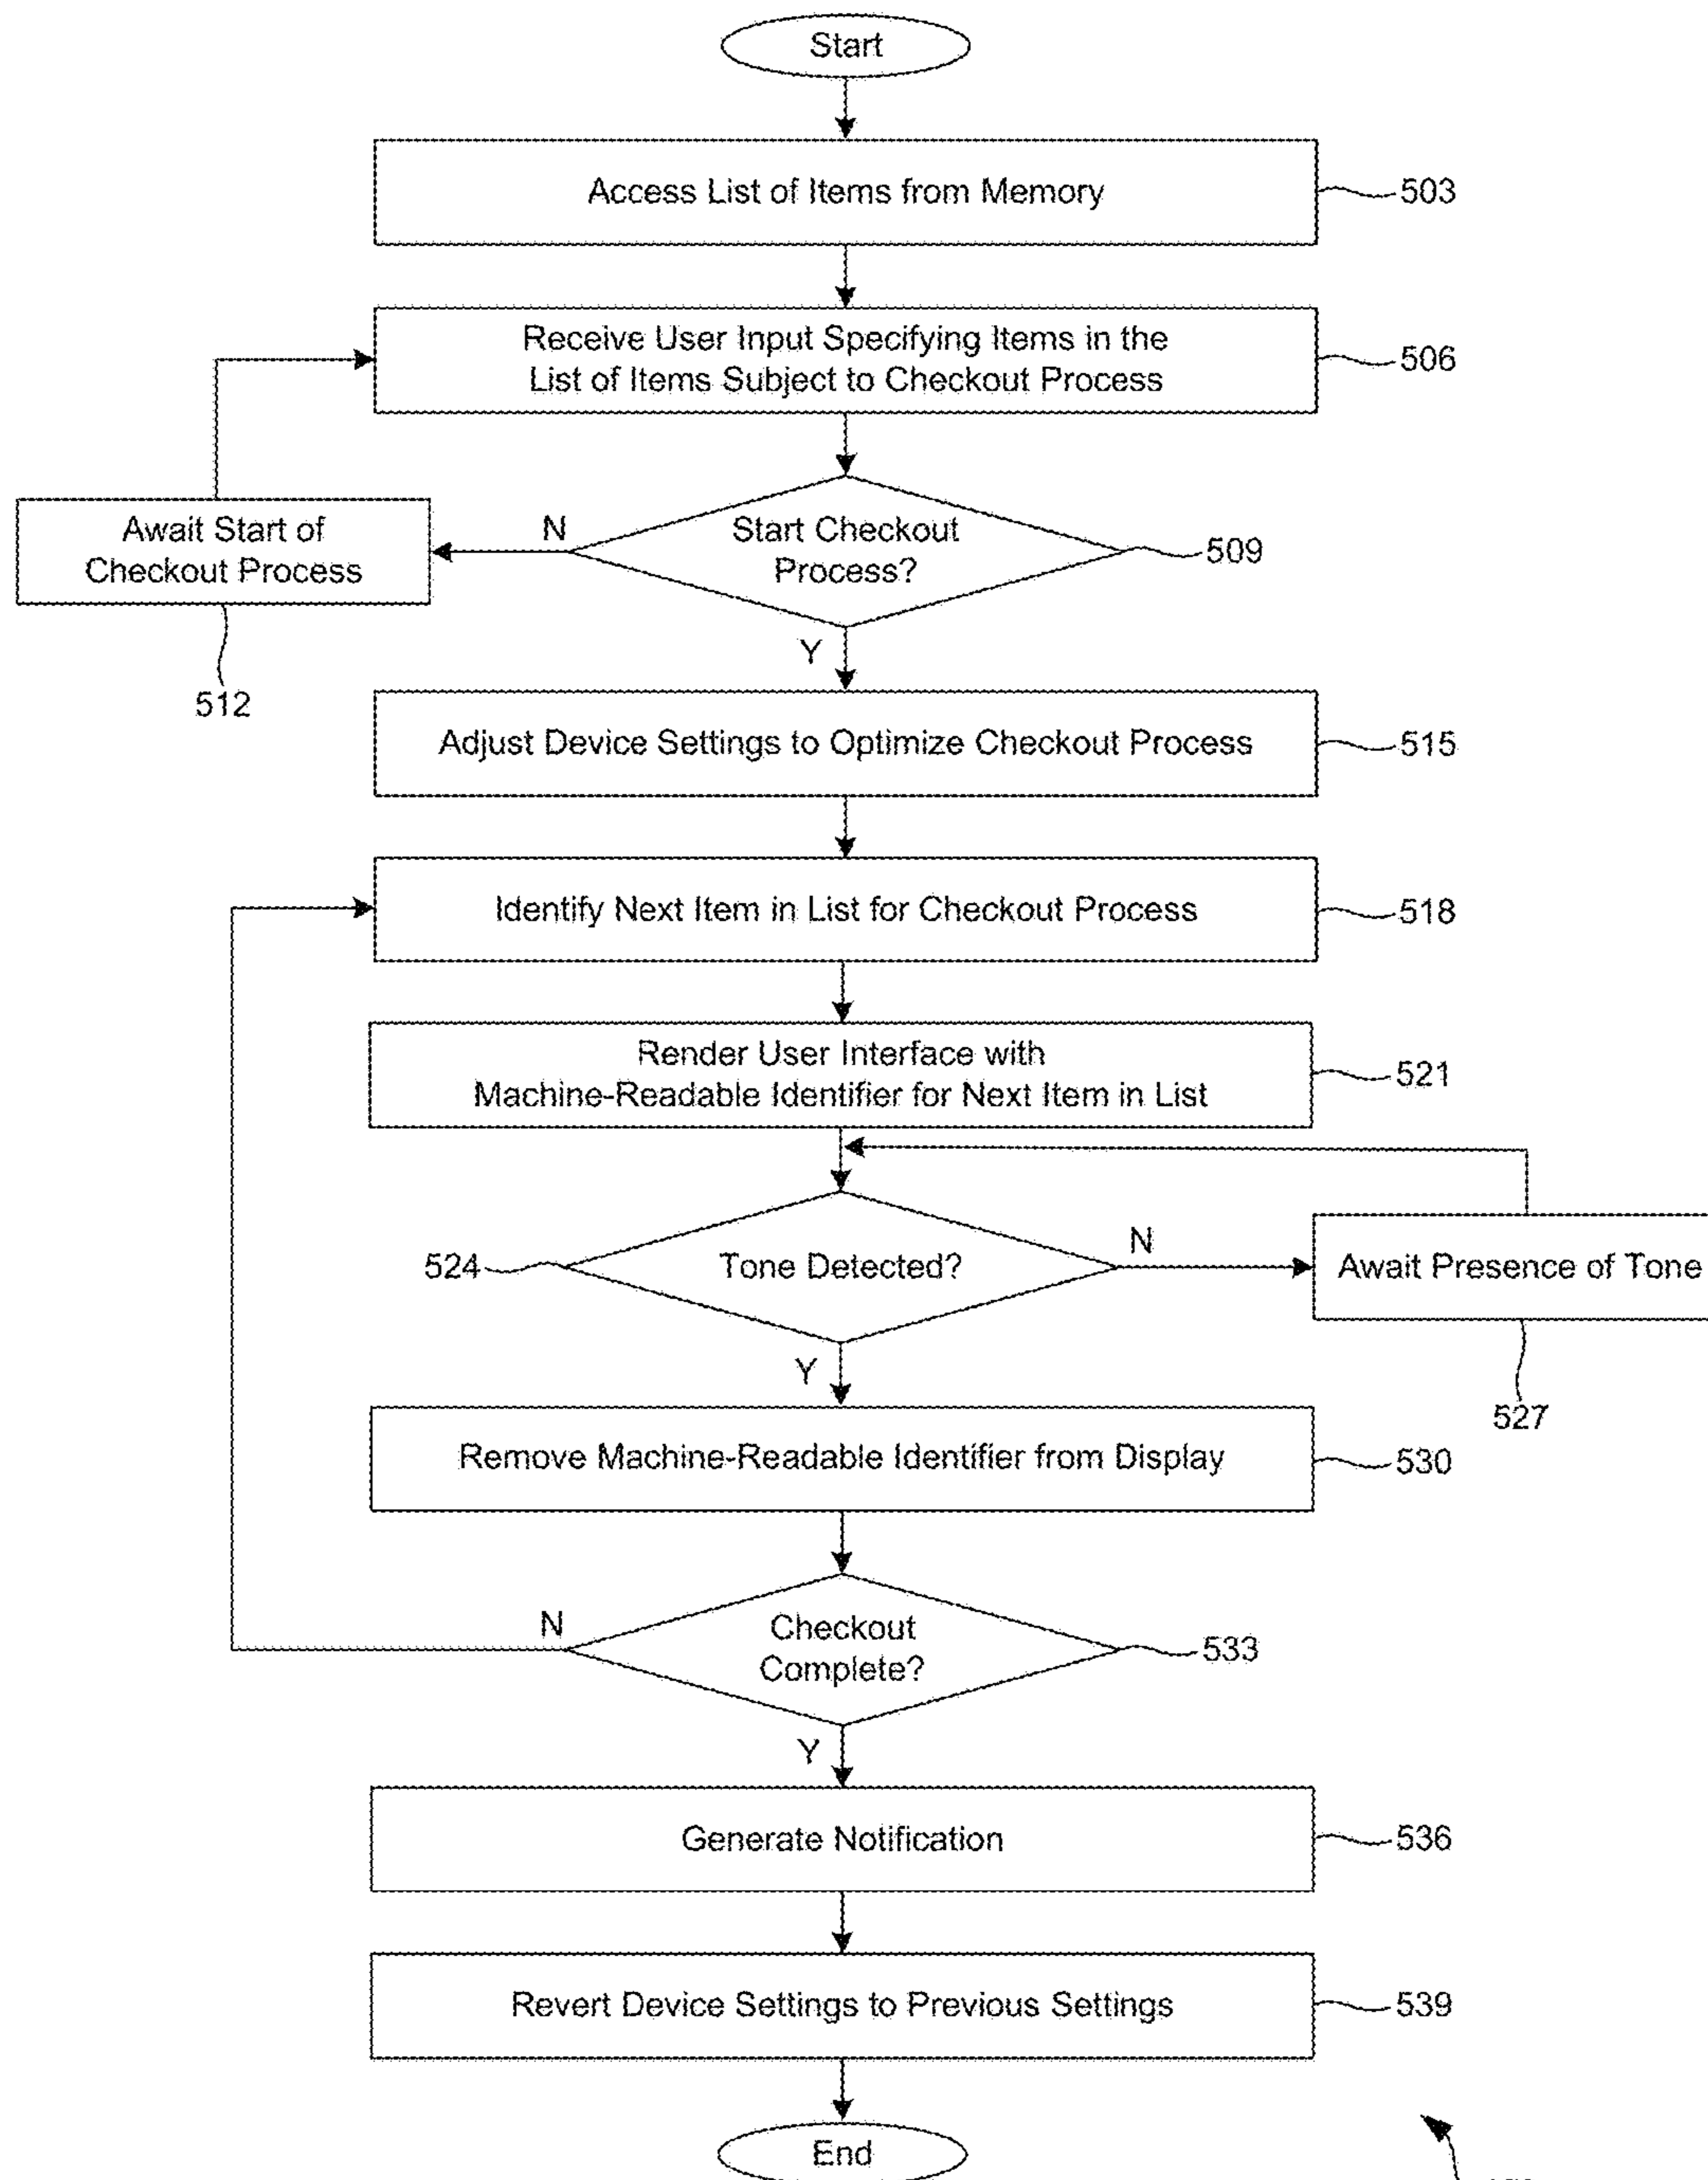 Start
Access List of Items from Memory
503
Receive User Input Specifying Items in the
List of Items Subject to Checkout Process
506
Await Start of
Checkout Process
N
Start Checkout
Process?
509
Y
512
Adjust Device Settings to Optimize Checkout Process
515
Identify Next Item in List for Checkout Process
518
Render User Interface with
Machine-Readable Identifier for Next Item in List
521
524
Tone Detected?
N
Await Presence of Tone
Y
527
Remove Machine-Readable Identifier from Display
530
N
Checkout
Complete?
533
Y
Generate Notification
536
Revert Device Settings to Previous Settings
539
End